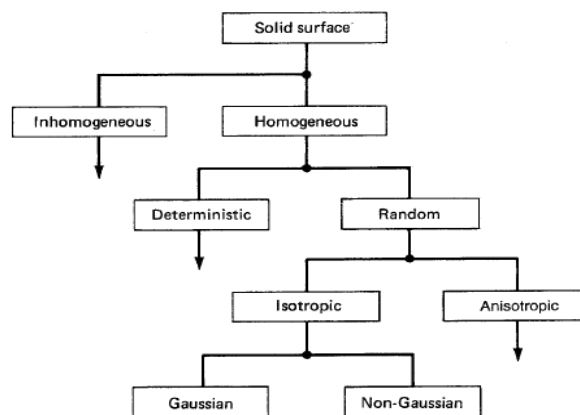 Solid surface
Inhomogeneous
Homogeneous
Deterministic
Random
Isotropic
Anisotropic
Gaussian
Non-Gaussian